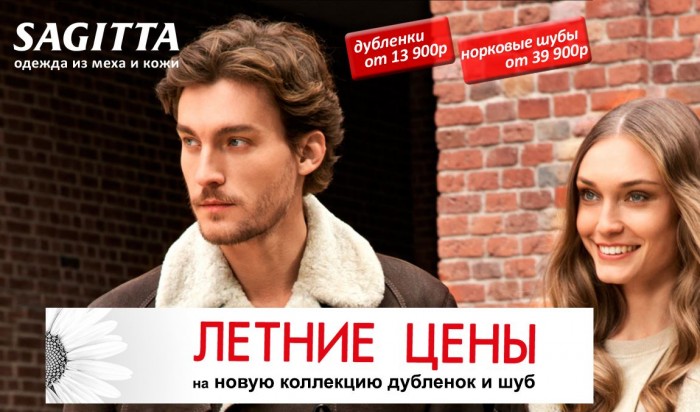 SAGITTA
одежда из меха и кожи
дубленки
от 13 900р
норковые шубы
от 39 900р
ЛЕТНИЕ ЦЕНЫ
на новую коллекцию дубленок и шуб